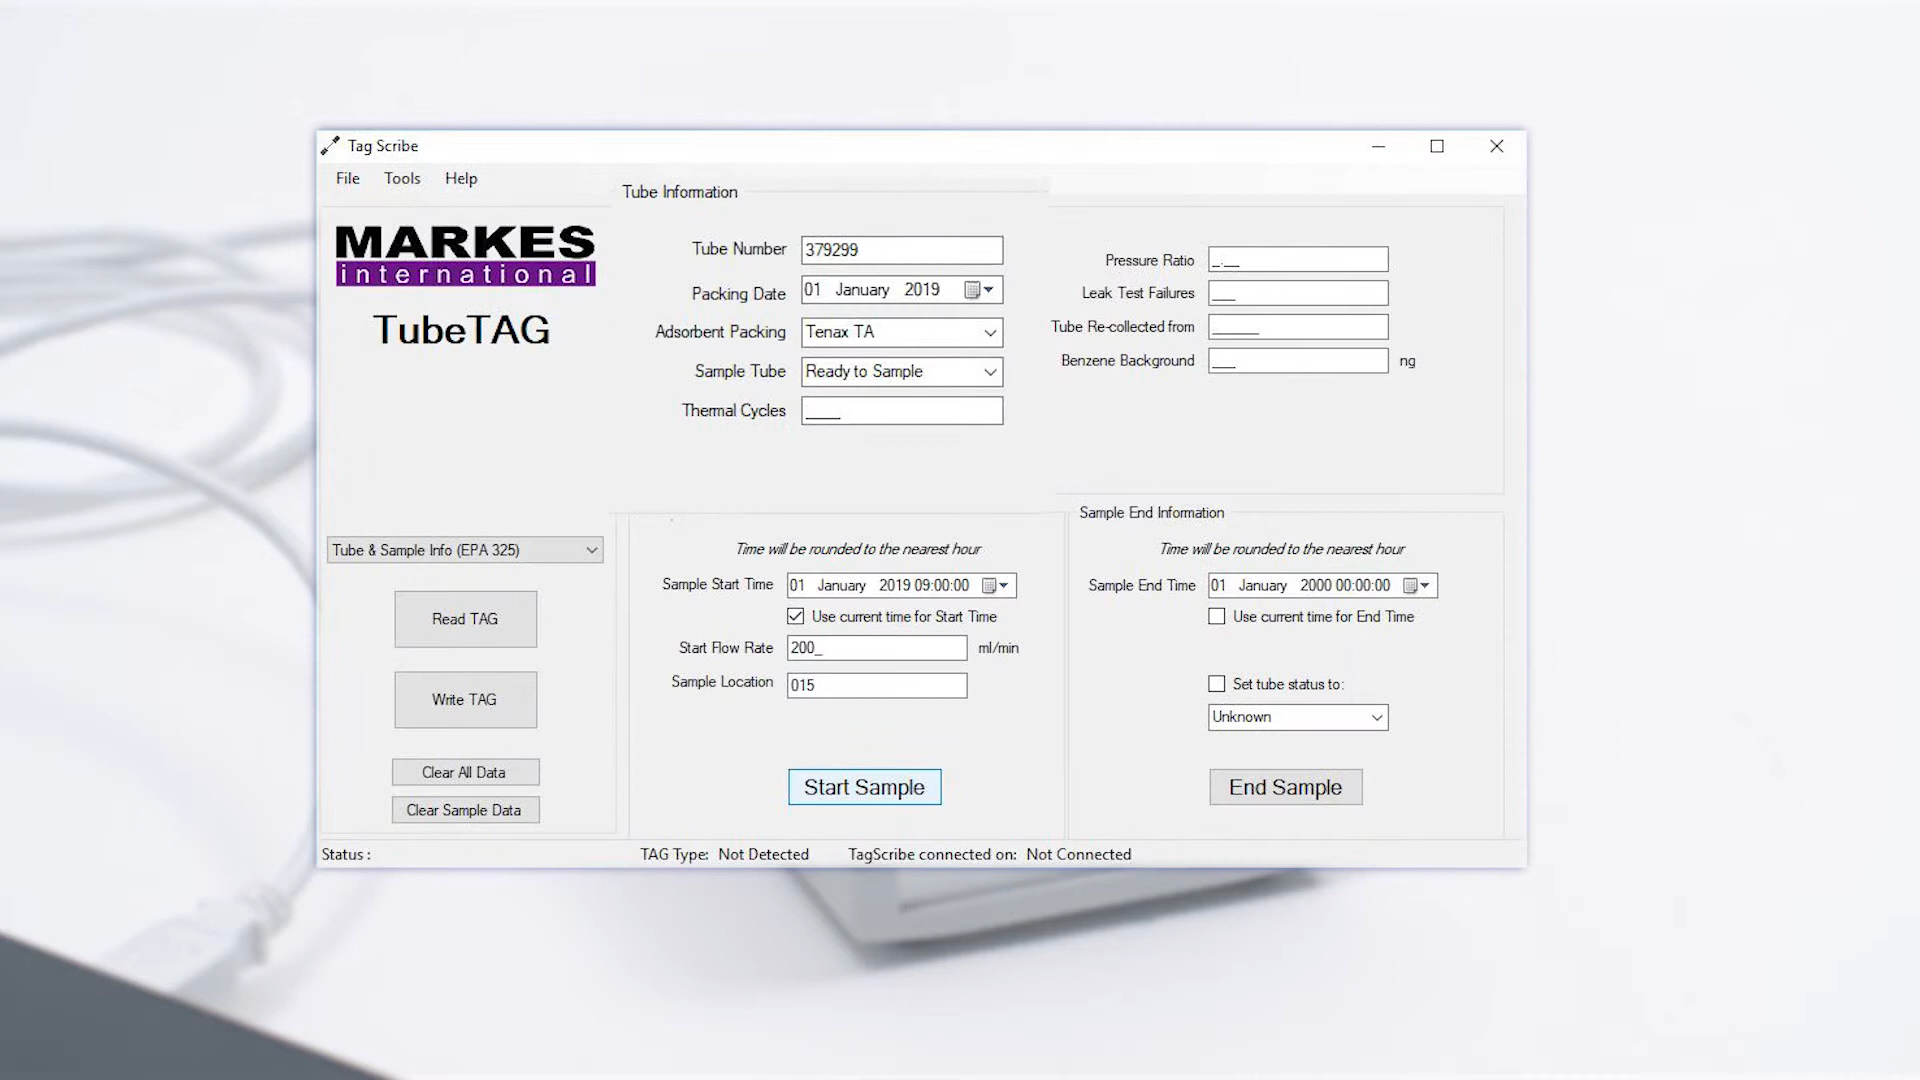 Tag Scribe
File Tools Help
MARKES
international
TubeTAG
Tube & Sample Info (EPA 325)
Read TAG
Write TAG
Clear All Data
Clear Sample Data
Tube Information
Tube Number 379299
Packing Date 01 January 2019
Adsorbent Packing Tenax TA
Sample Tube Ready to Sample
Thermal Cycles ____
Pressure Ratio _.__
Leak Test Failures ___
Tube Re-collected from ______
Benzene Background ___ ng
Time will be rounded to the nearest hour
Sample Start Time 01 January 2019 09:00:00
Use current time for Start Time
Start Flow Rate 200_ ml/min
Sample Location 015
Start Sample
Sample End Information
Time will be rounded to the nearest hour
Sample End Time 01 January 2000 00:00:00
Use current time for End Time
Set tube status to:
Unknown
End Sample
Status : TAG Type: Not Detected TagScribe connected on: Not Connected